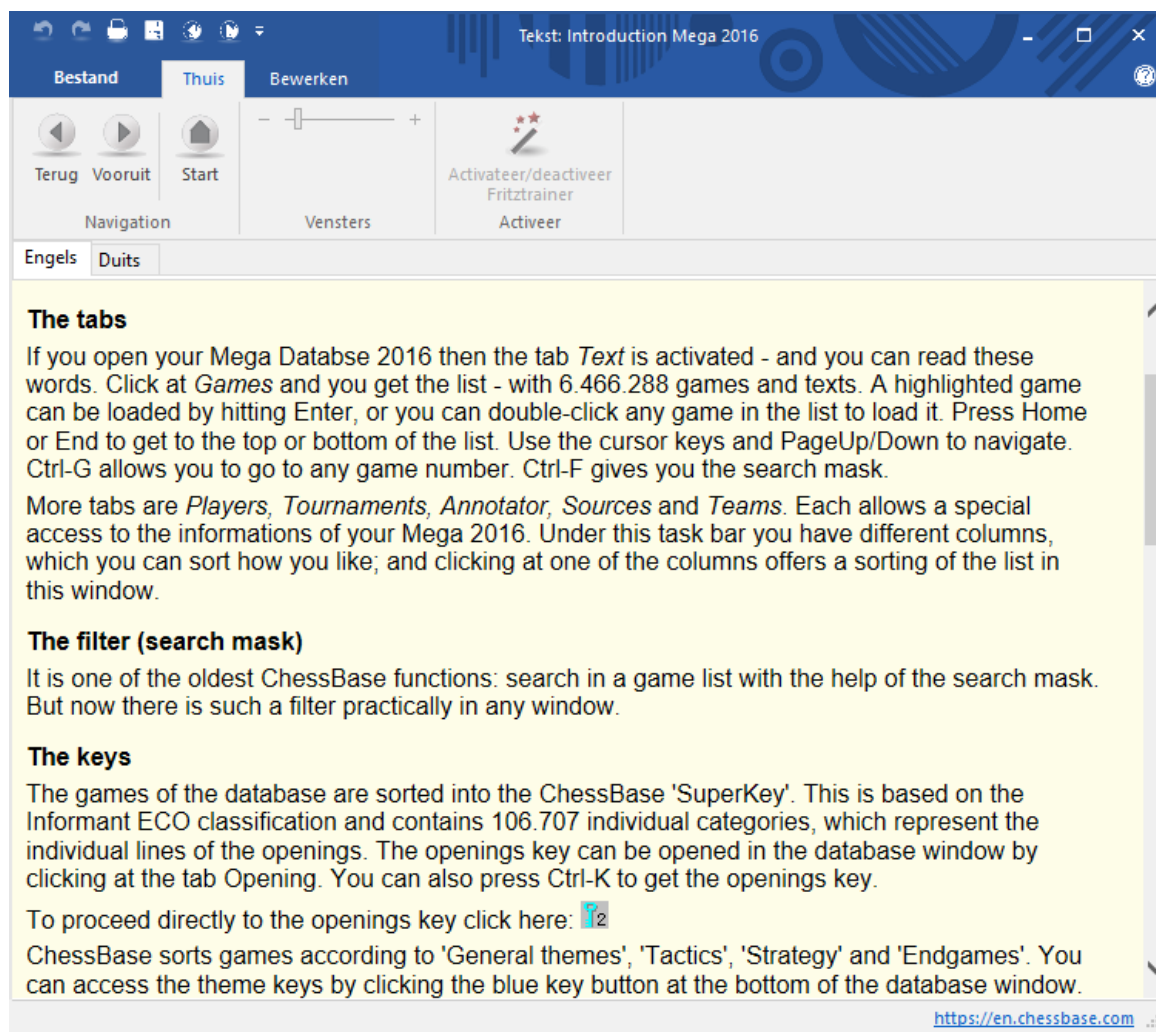 Tekst: Introduction Mega 2016
Bestand Thuis Bewerken
Terug Vooruit Start
Activateer/deactiveer
Fritztrainer
Navigation Vensters Activeer
Engels Duits
The tabs
If you open your Mega Databse 2016 then the tab Text is activated - and you can read these
words. Click at Games and you get the list - with 6.466.288 games and texts. A highlighted game
can be loaded by hitting Enter, or you can double-click any game in the list to load it. Press Home
or End to get to the top or bottom of the list. Use the cursor keys and PageUp/Down to navigate.
Ctrl-G allows you to go to any game number. Ctrl-F gives you the search mask.
More tabs are Players, Tournaments, Annotator, Sources and Teams. Each allows a special
access to the informations of your Mega 2016. Under this task bar you have different columns,
which you can sort how you like; and clicking at one of the columns offers a sorting of the list in
this window.
The filter (search mask)
It is one of the oldest ChessBase functions: search in a game list with the help of the search mask.
But now there is such a filter practically in any window.
The keys
The games of the database are sorted into the ChessBase 'SuperKey'. This is based on the
Informant ECO classification and contains 106.707 individual categories, which represent the
individual lines of the openings. The openings key can be opened in the database window by
clicking at the tab Opening. You can also press Ctrl-K to get the openings key.
To proceed directly to the openings key click here: 2
ChessBase sorts games according to 'General themes', 'Tactics', 'Strategy' and 'Endgames'. You
can access the theme keys by clicking the blue key button at the bottom of the database window.
https://en.chessbase.com